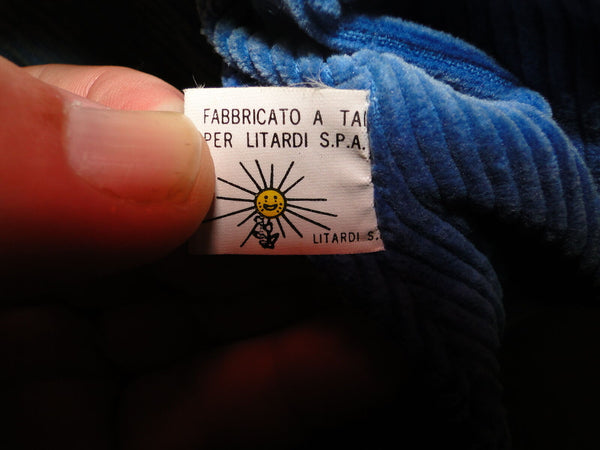 FABBRICATO A TAI
PER LITARDI S.P.A.
LITARDI S.